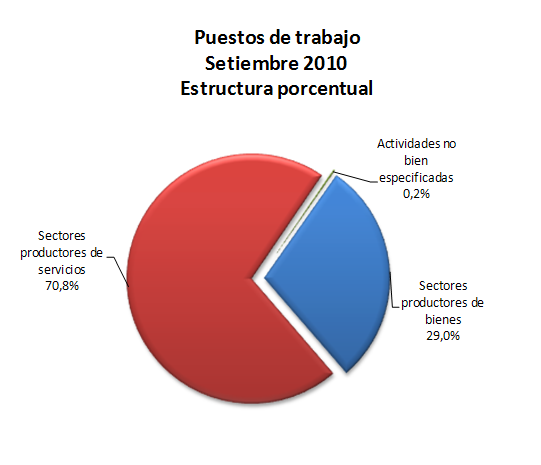 Puestos de trabajo
Setiembre 2010
Estructura porcentual
Actividades no
bien
especificadas
0,2%
Sectores
productores de
servicios
70,8%
Sectores
productores de
bienes
29,0%